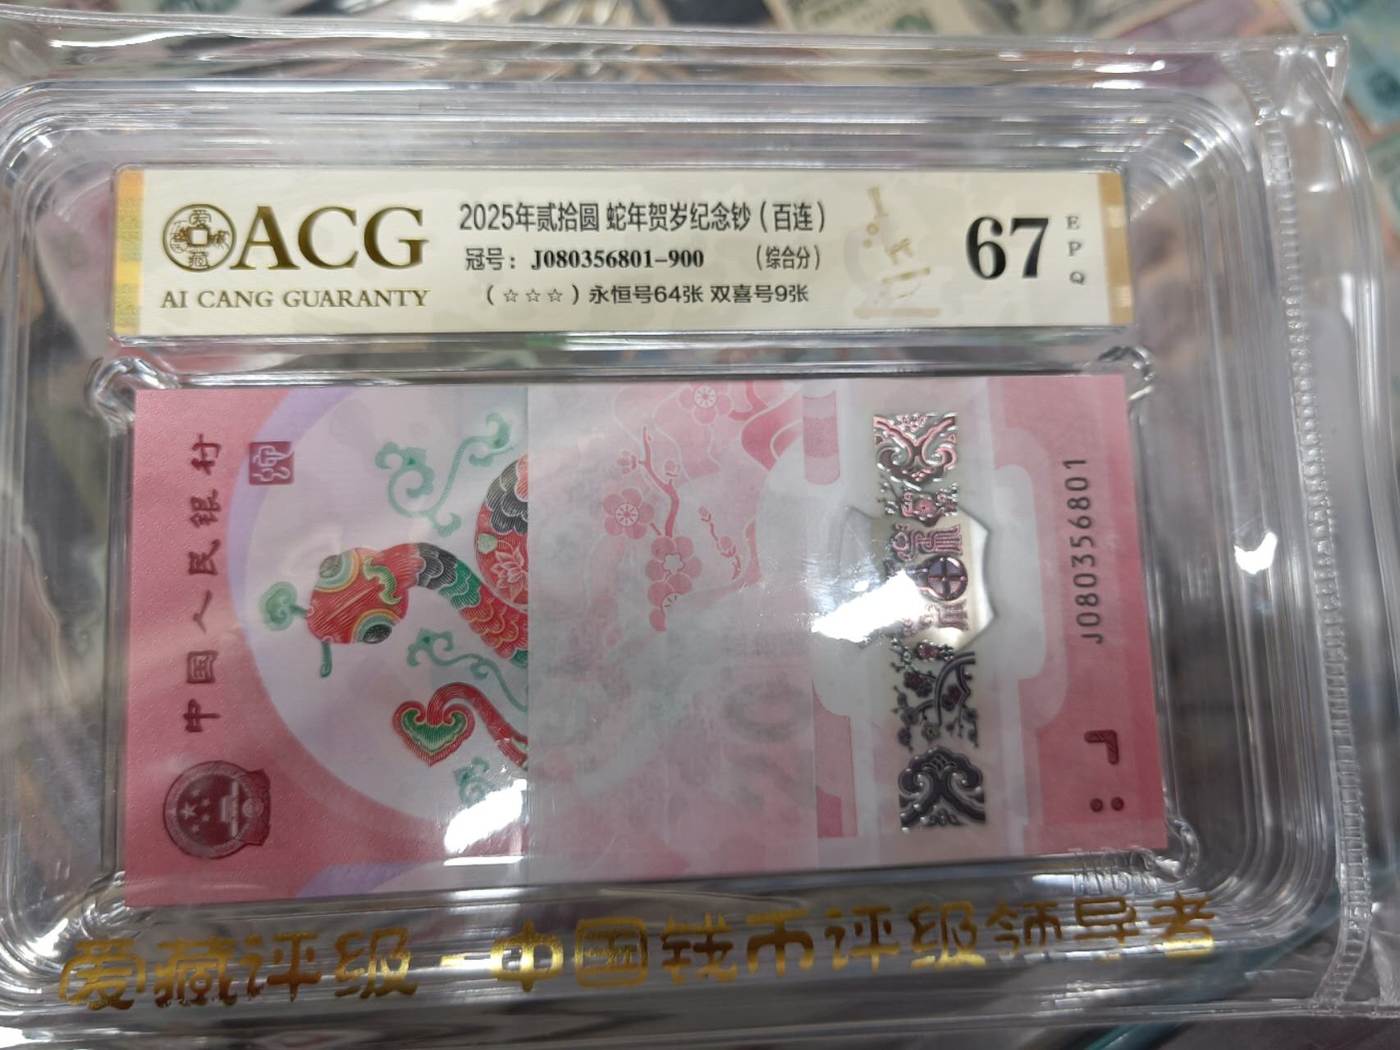 爱藏
ACG
AI CANG GUARANTY
2025年贰拾圆 蛇年贺岁纪念钞(百连)
冠号: J080356801-900 (综合分)
(☆☆☆) 永恒号64张 双喜号9张
67
EPQ
中国人民银行
J080356801
爱藏评级-中国钱币评级领导者